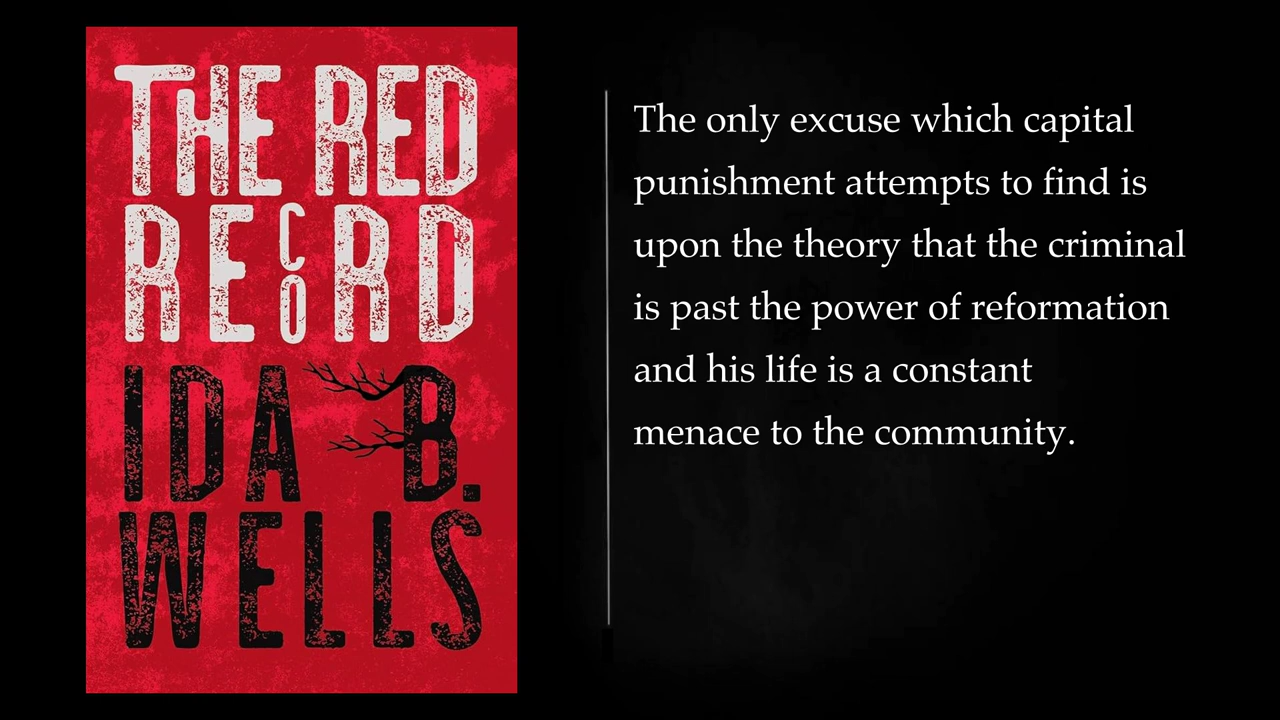 THE RED
RECORD
IDA B.
WELLS
The only excuse which capital
punishment attempts to find is
upon the theory that the criminal
is past the power of reformation
and his life is a constant
menace to the community.